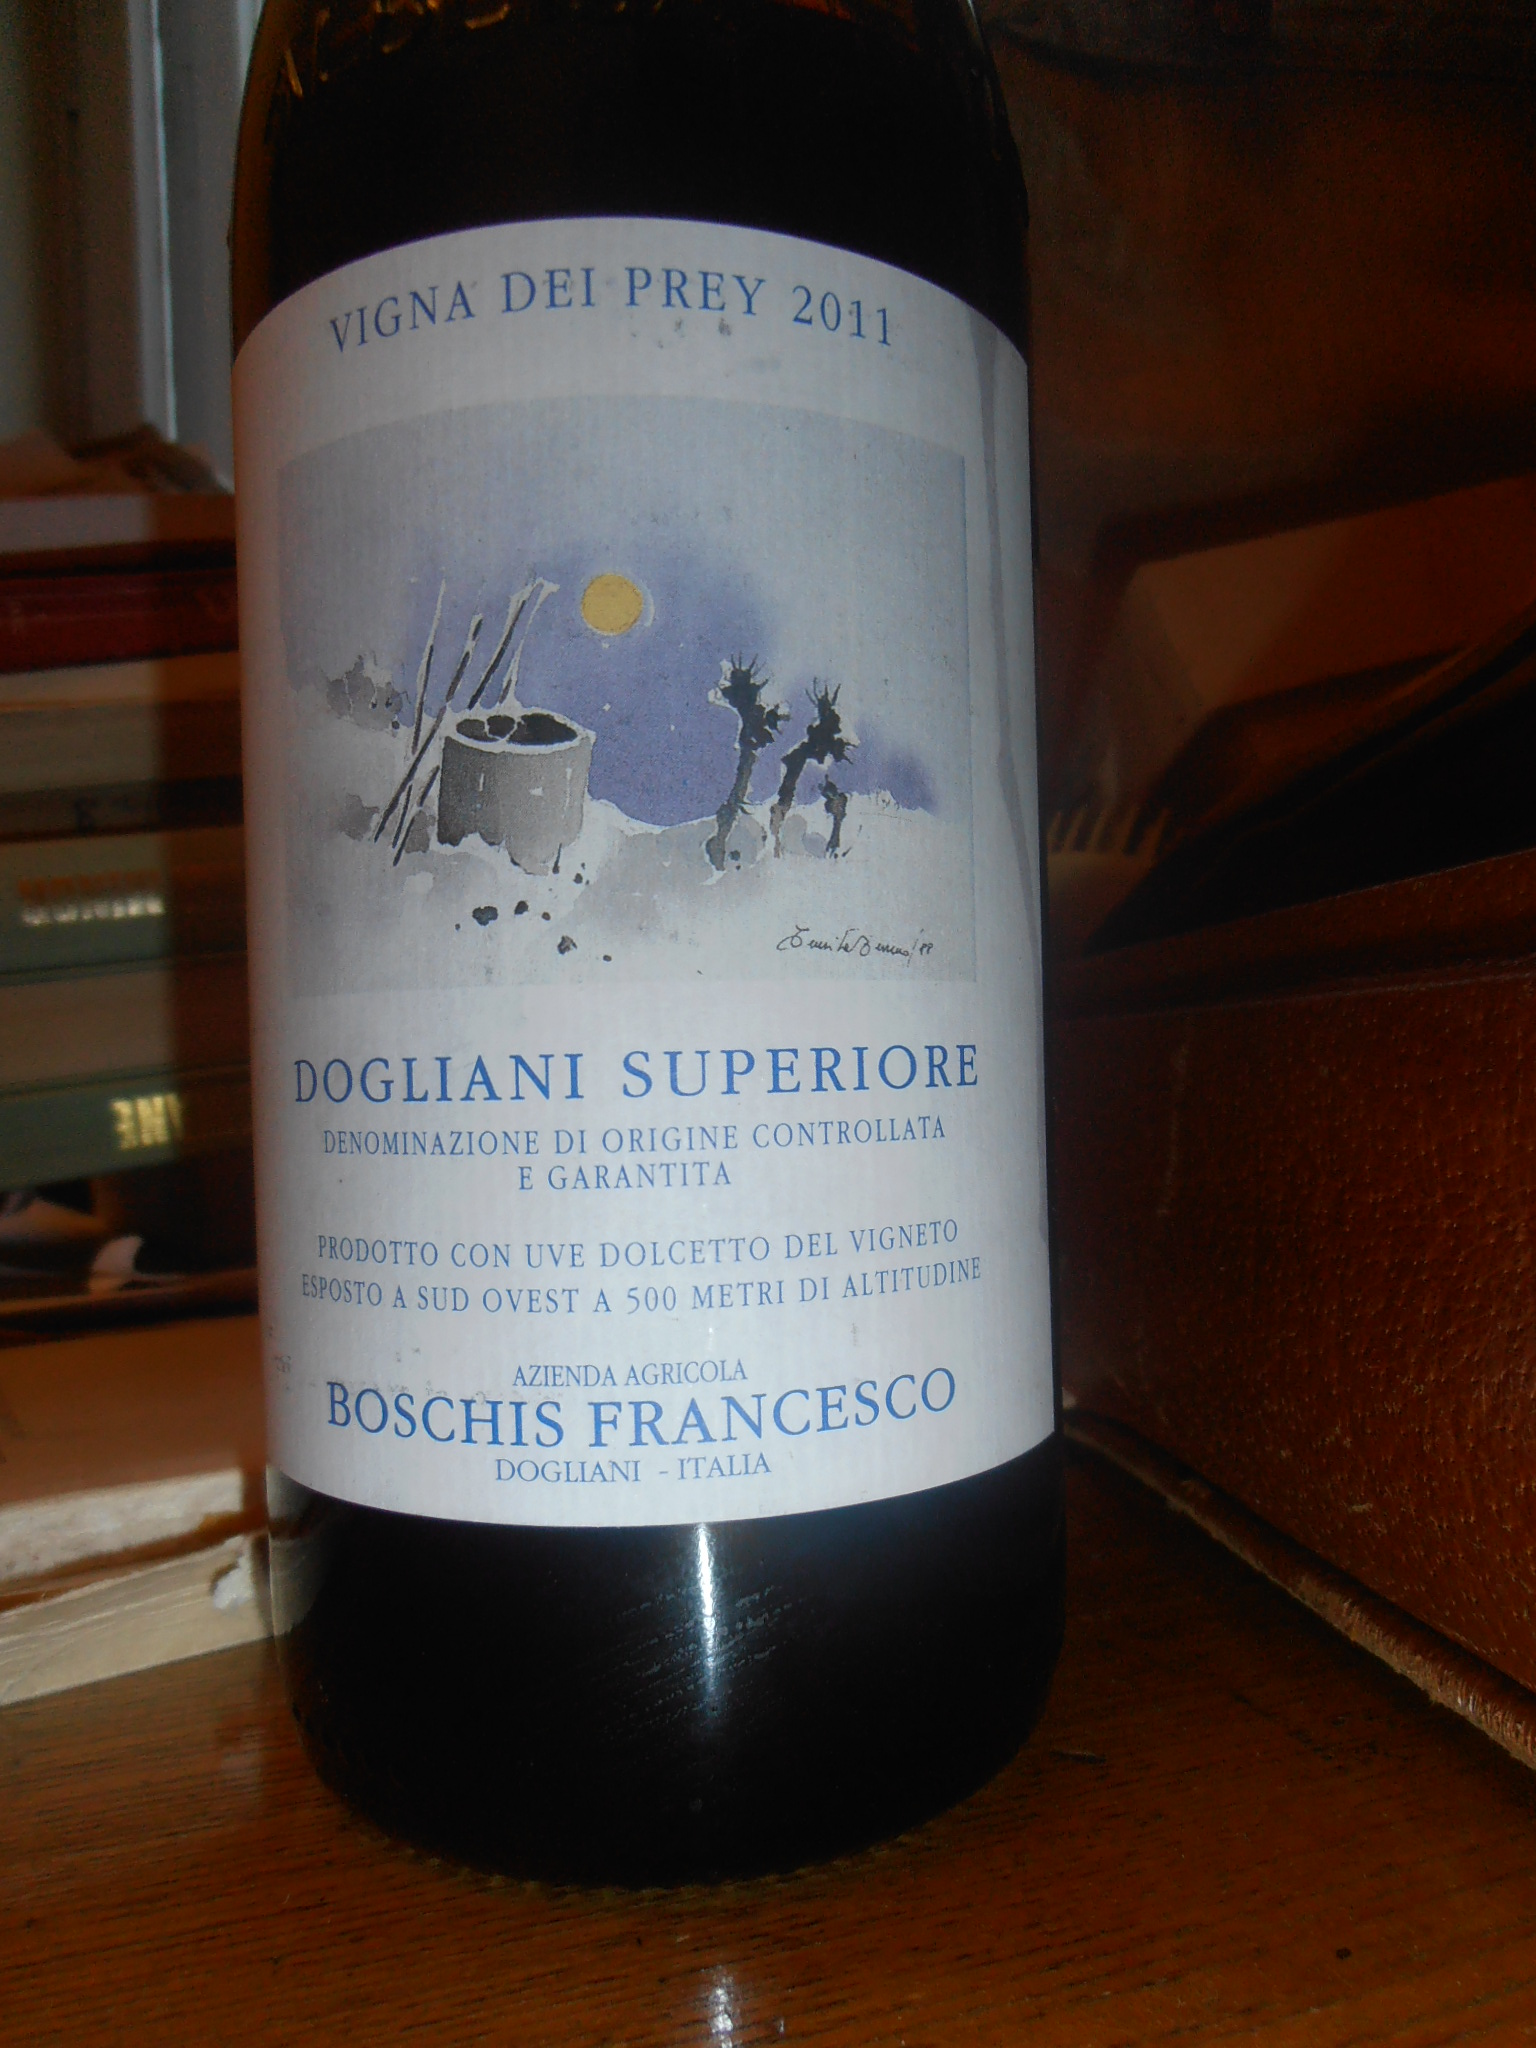 VIGNA DEI PREY 2011
DOGLIANI SUPERIORE
DENOMINAZIONE DI ORIGINE CONTROLLATA
E GARANTITA
PRODOTTO CON UVE DOLCETTO DEL VIGNETO
ESPOSTO A SUD OVEST A 500 METRI DI ALTITUDINE
AZIENDA AGRICOLA
BOSCHIS FRANCESCO
DOGLIANI - ITALIA